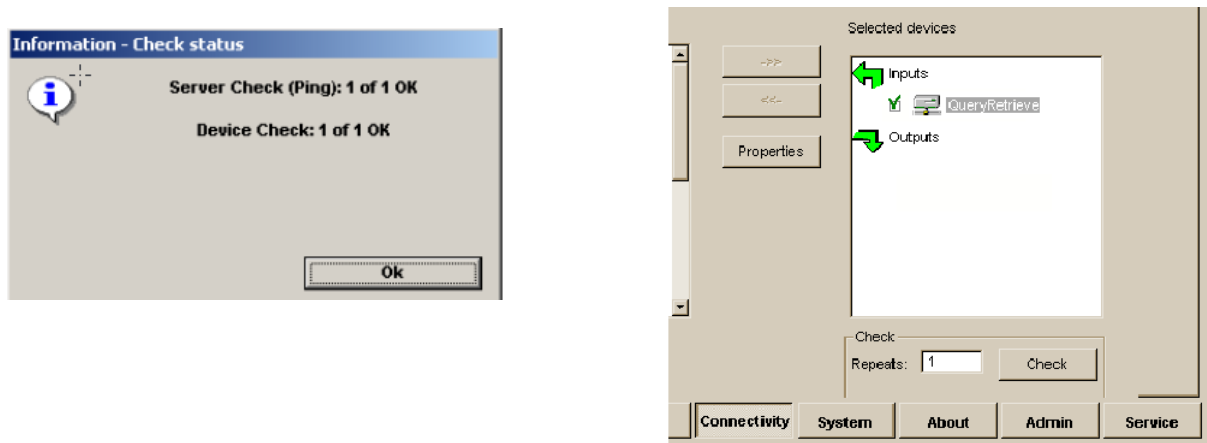 Information - Check status
Server Check (Ping): 1 of 1 OK
Device Check: 1 of 1 OK
Ok
Selected devices
->>
<<-
Properties
Inputs
QueryRetrieve
Outputs
Check
Repeats: 1 Check
Connectivity System About Admin Service